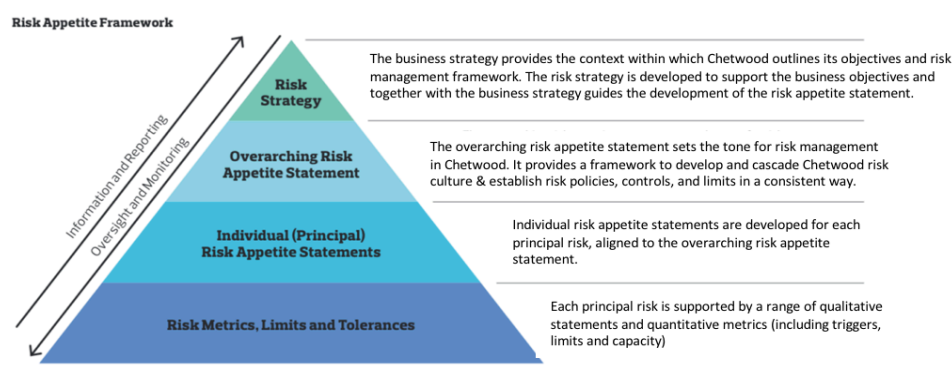 Risk Appetite Framework
Information and Reporting
Oversight and Monitoring
Risk
Strategy
The business strategy provides the context within which Chetwood outlines its objectives and risk
management framework. The risk strategy is developed to support the business objectives and
together with the business strategy guides the development of the risk appetite statement.
Overarching Risk
Appetite Statement
The overarching risk appetite statement sets the tone for risk management
in Chetwood. It provides a framework to develop and cascade Chetwood risk
culture & establish risk policies, controls, and limits in a consistent way.
Individual (Principal)
Risk Appetite Statements
Individual risk appetite statements are developed for each
principal risk, aligned to the overarching risk appetite
statement.
Risk Metrics, Limits and Tolerances
Each principal risk is supported by a range of qualitative
statements and quantitative metrics (including triggers,
limits and capacity)